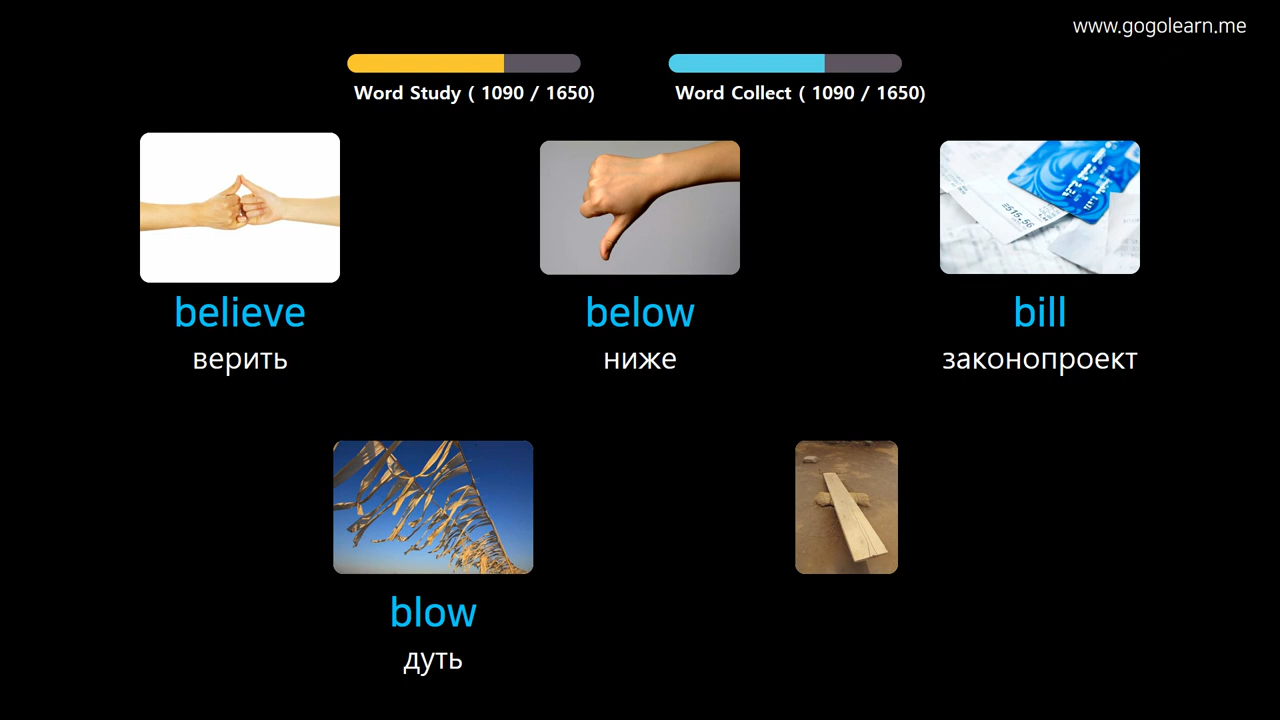 www.gogolearn.me
Word Study ( 1090 / 1650)
Word Collect ( 1090 / 1650)
believe
верить
below
ниже
bill
законопроект
blow
дуть